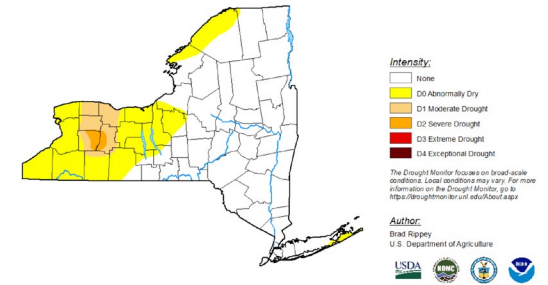 Intensity:
None
D0 Abnormally Dry
D1 Moderate Drought
D2 Severe Drought
D3 Extreme Drought
D4 Exceptional Drought
The Drought Monitor focuses on broad-scale
conditions. Local conditions may vary. For more
information on the Drought Monitor, go to
https://droughtmonitor.unl.edu/About.aspx
Author:
Brad Rippey
U.S. Department of Agriculture
USDA
NDMC